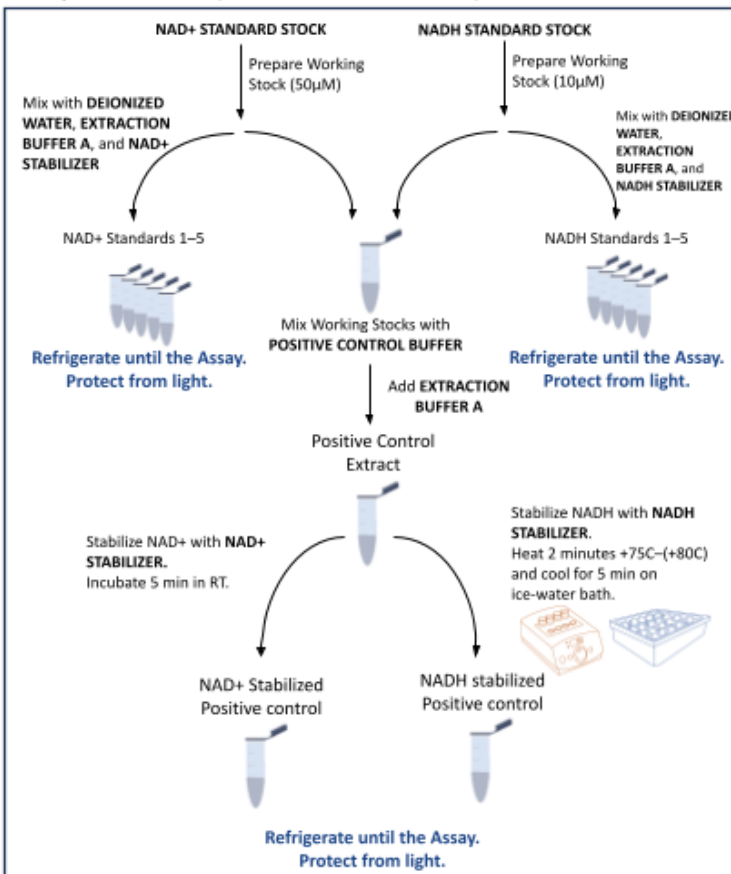 NAD+ STANDARD STOCK
NADH STANDARD STOCK
Prepare Working
Stock (50μM)
Prepare Working
Stock (10μM)
Mix with DEIONIZED
WATER, EXTRACTION
BUFFER A, and NAD+
STABILIZER
Mix with DEIONIZED
WATER,
EXTRACTION
BUFFER A, and
NADH STABILIZER
NAD+ Standards 1–5
NADH Standards 1–5
Mix Working Stocks with
POSITIVE CONTROL BUFFER
Refrigerate until the Assay.
Protect from light.
Refrigerate until the Assay.
Protect from light.
Add EXTRACTION
BUFFER A
Positive Control
Extract
Stabilize NAD+ with NAD+
STABILIZER.
Incubate 5 min in RT.
Stabilize NADH with NADH
STABILIZER.
Heat 2 minutes +75C–(+80C)
and cool for 5 min on
ice-water bath.
NAD+ Stabilized
Positive control
NADH stabilized
Positive control
Refrigerate until the Assay.
Protect from light.